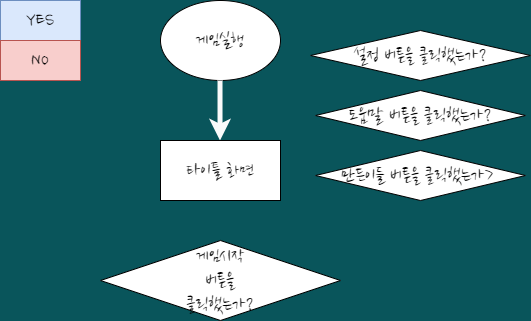 YES
NO
게임실행
타이틀 화면
설정 버튼을 클릭했는가?
도움말 버튼을 클릭했는가?
만든이들 버튼을 클릭했는가>
게임시작
버튼을
클릭했는가?